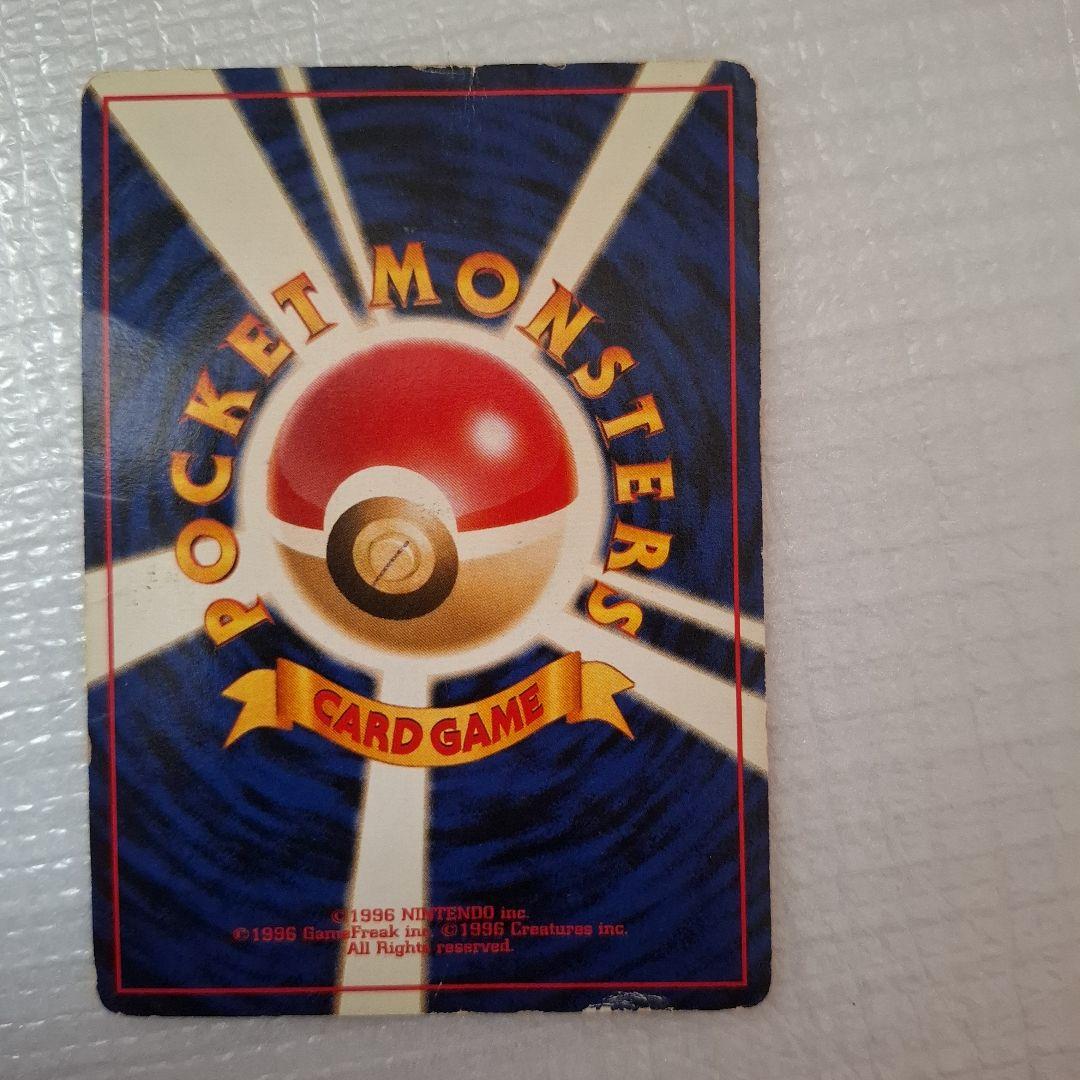 POCKET MONSTERS
CARD GAME
©1996 NINTENDO inc.
©1996 GameFreak inc. ©1996 Creatures inc.
All Rights reserved.